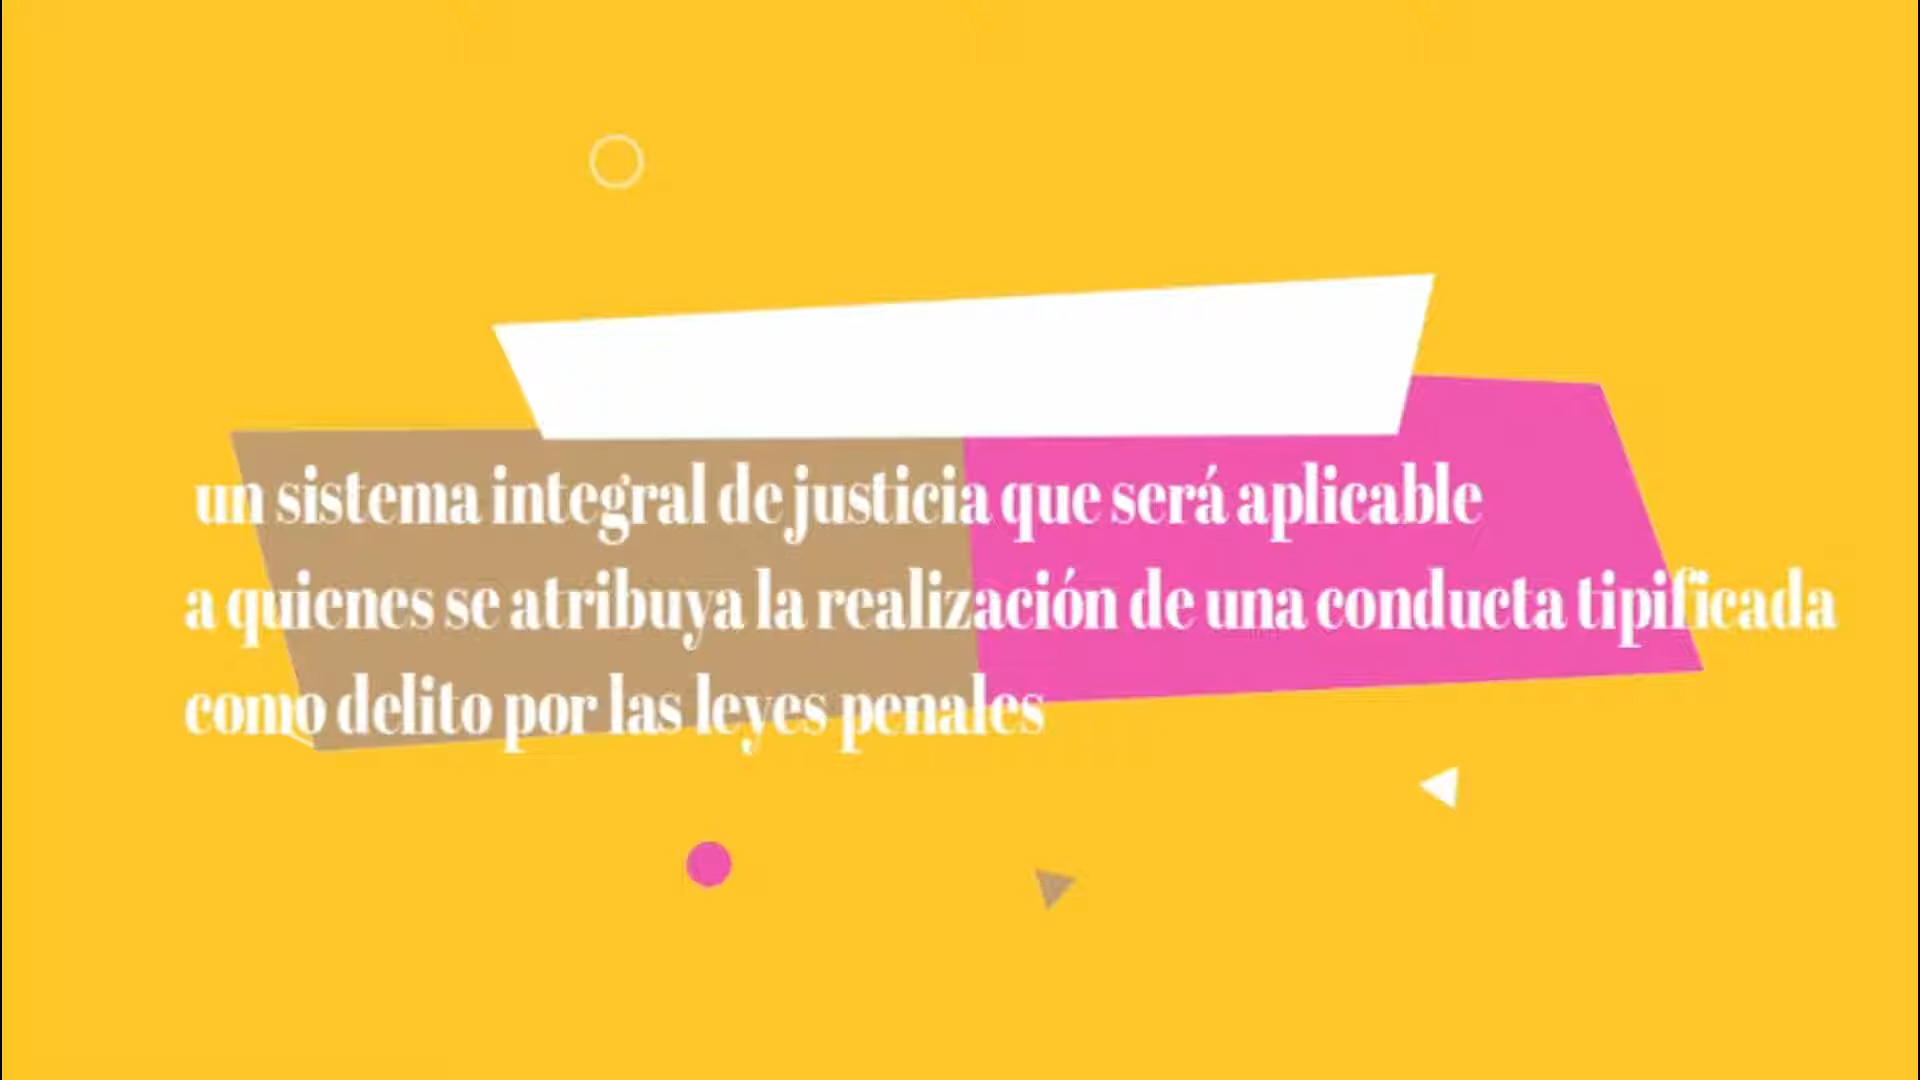 un sistema integral de justicia que será aplicable
a quienes se atribuya la realización de una conducta tipificada
como delito por las leyes penales